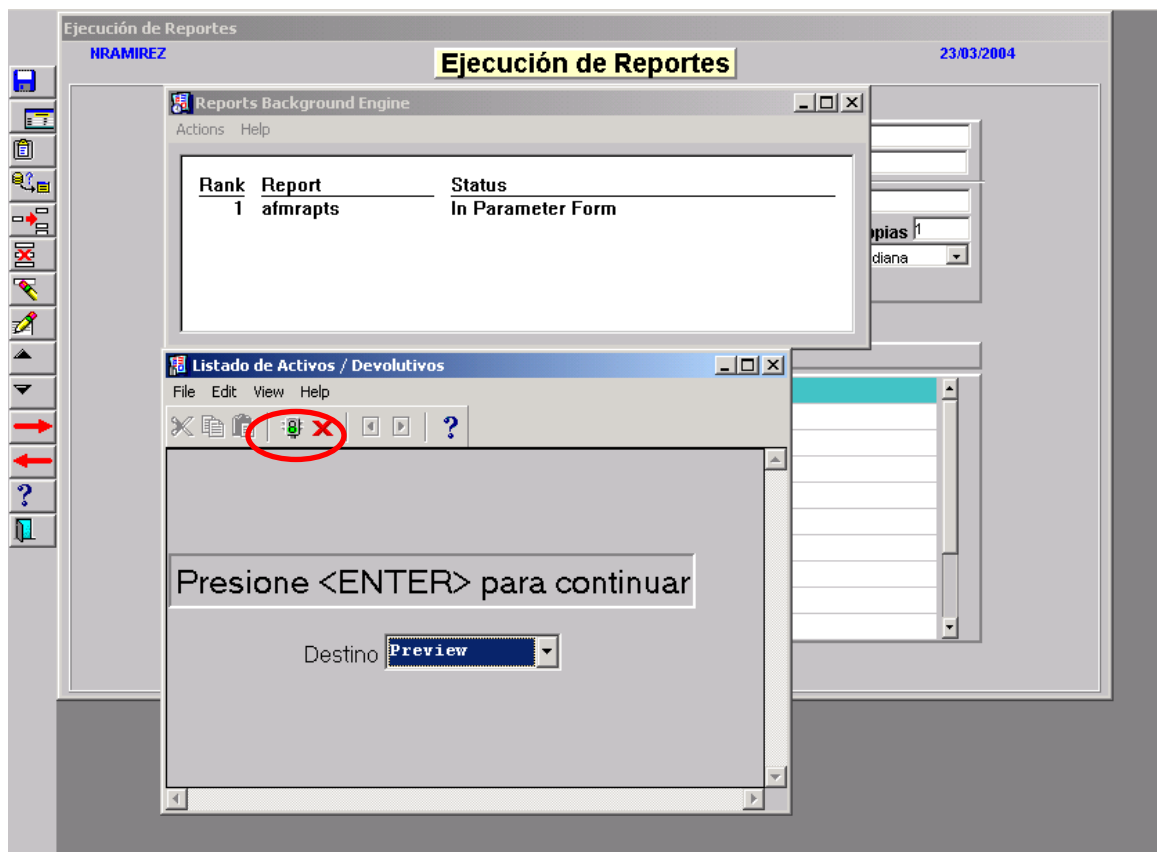 Ejecución de Reportes
NRAMIREZ
Ejecución de Reportes
23/03/2004
Reports Background Engine
Actions Help
Rank Report Status
1 afmrapts In Parameter Form
opias 1
diana
Listado de Activos / Devolutivos
File Edit View Help
Presione <ENTER> para continuar
Destino Preview